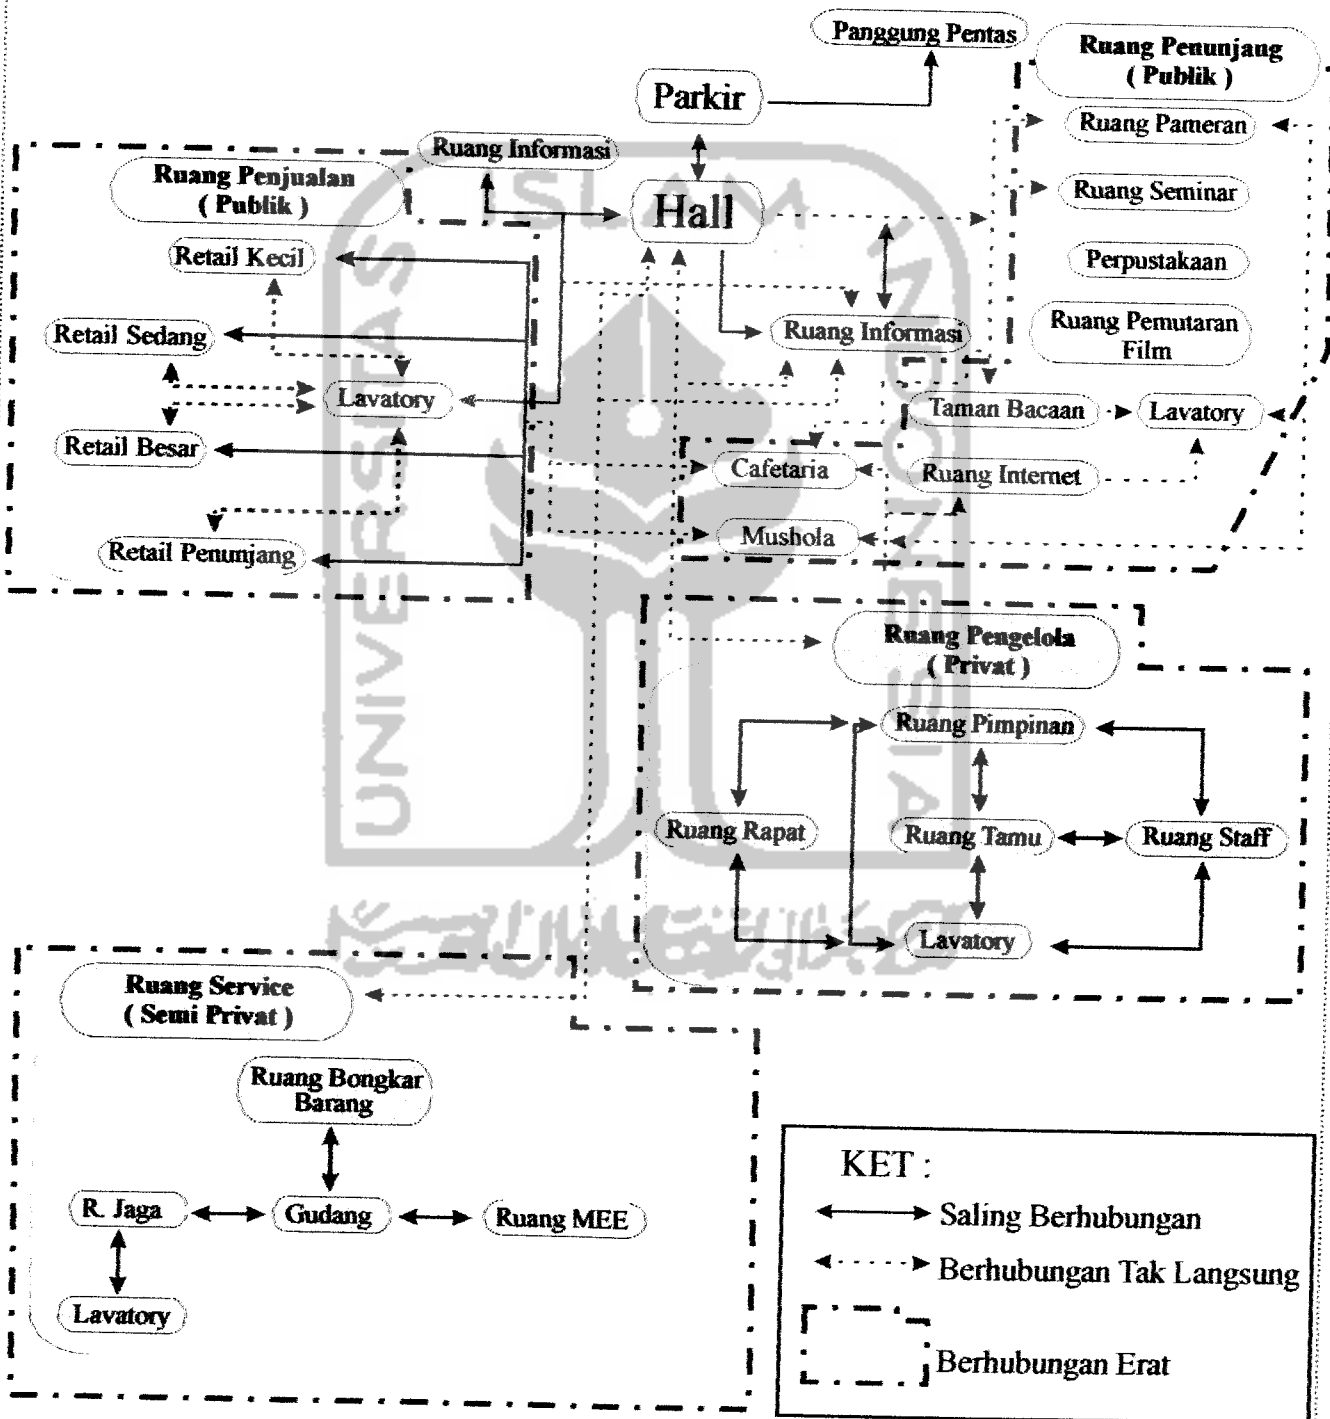 Panggung Pentas
Ruang Penunjang
( Publik )
Parkir
Ruang Pameran
Ruang Informasi
Ruang Penjualan
( Publik )
Hall
Ruang Seminar
Retail Kecil
Perpustakaan
Retail Sedang
Ruang Informasi
Ruang Pemutaran
Film
Lavatory
Taman Bacaan
Lavatory
Retail Besar
Cafetaria
Ruang Internet
Retail Penunjang
Mushola
Ruang Pengelola
( Privat )
Ruang Pimpinan
Ruang Rapat
Ruang Tamu
Ruang Staff
Lavatory
Ruang Service
( Semi Privat )
Ruang Bongkar
Barang
R. Jaga
Gudang
Ruang MEE
Lavatory
KET :
Saling Berhubungan
Berhubungan Tak Langsung
Berhubungan Erat
UNIVERSITAS
ISLAM
INDONESIA